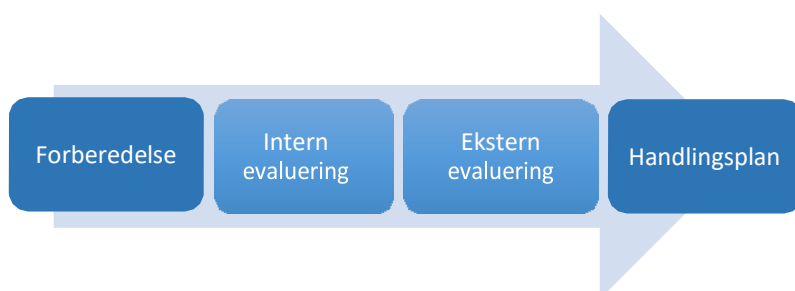 Forberedelse
Intern
evaluering
Ekstern
evaluering
Handlingsplan